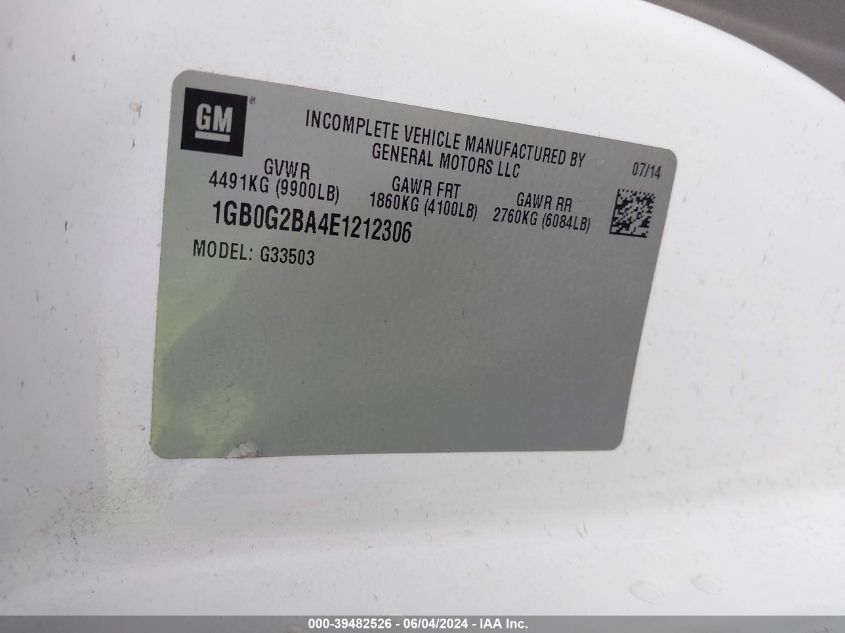 GM®
INCOMPLETE VEHICLE MANUFACTURED BY
GENERAL MOTORS LLC
07/14
GVWR
4491KG (9900LB)
GAWR FRT
1860KG (4100LB)
GAWR RR
2760KG (6084LB)
1GB0G2BA4E1212306
MODEL: G33503
000-39482526 - 06/04/2024 - IAA Inc.